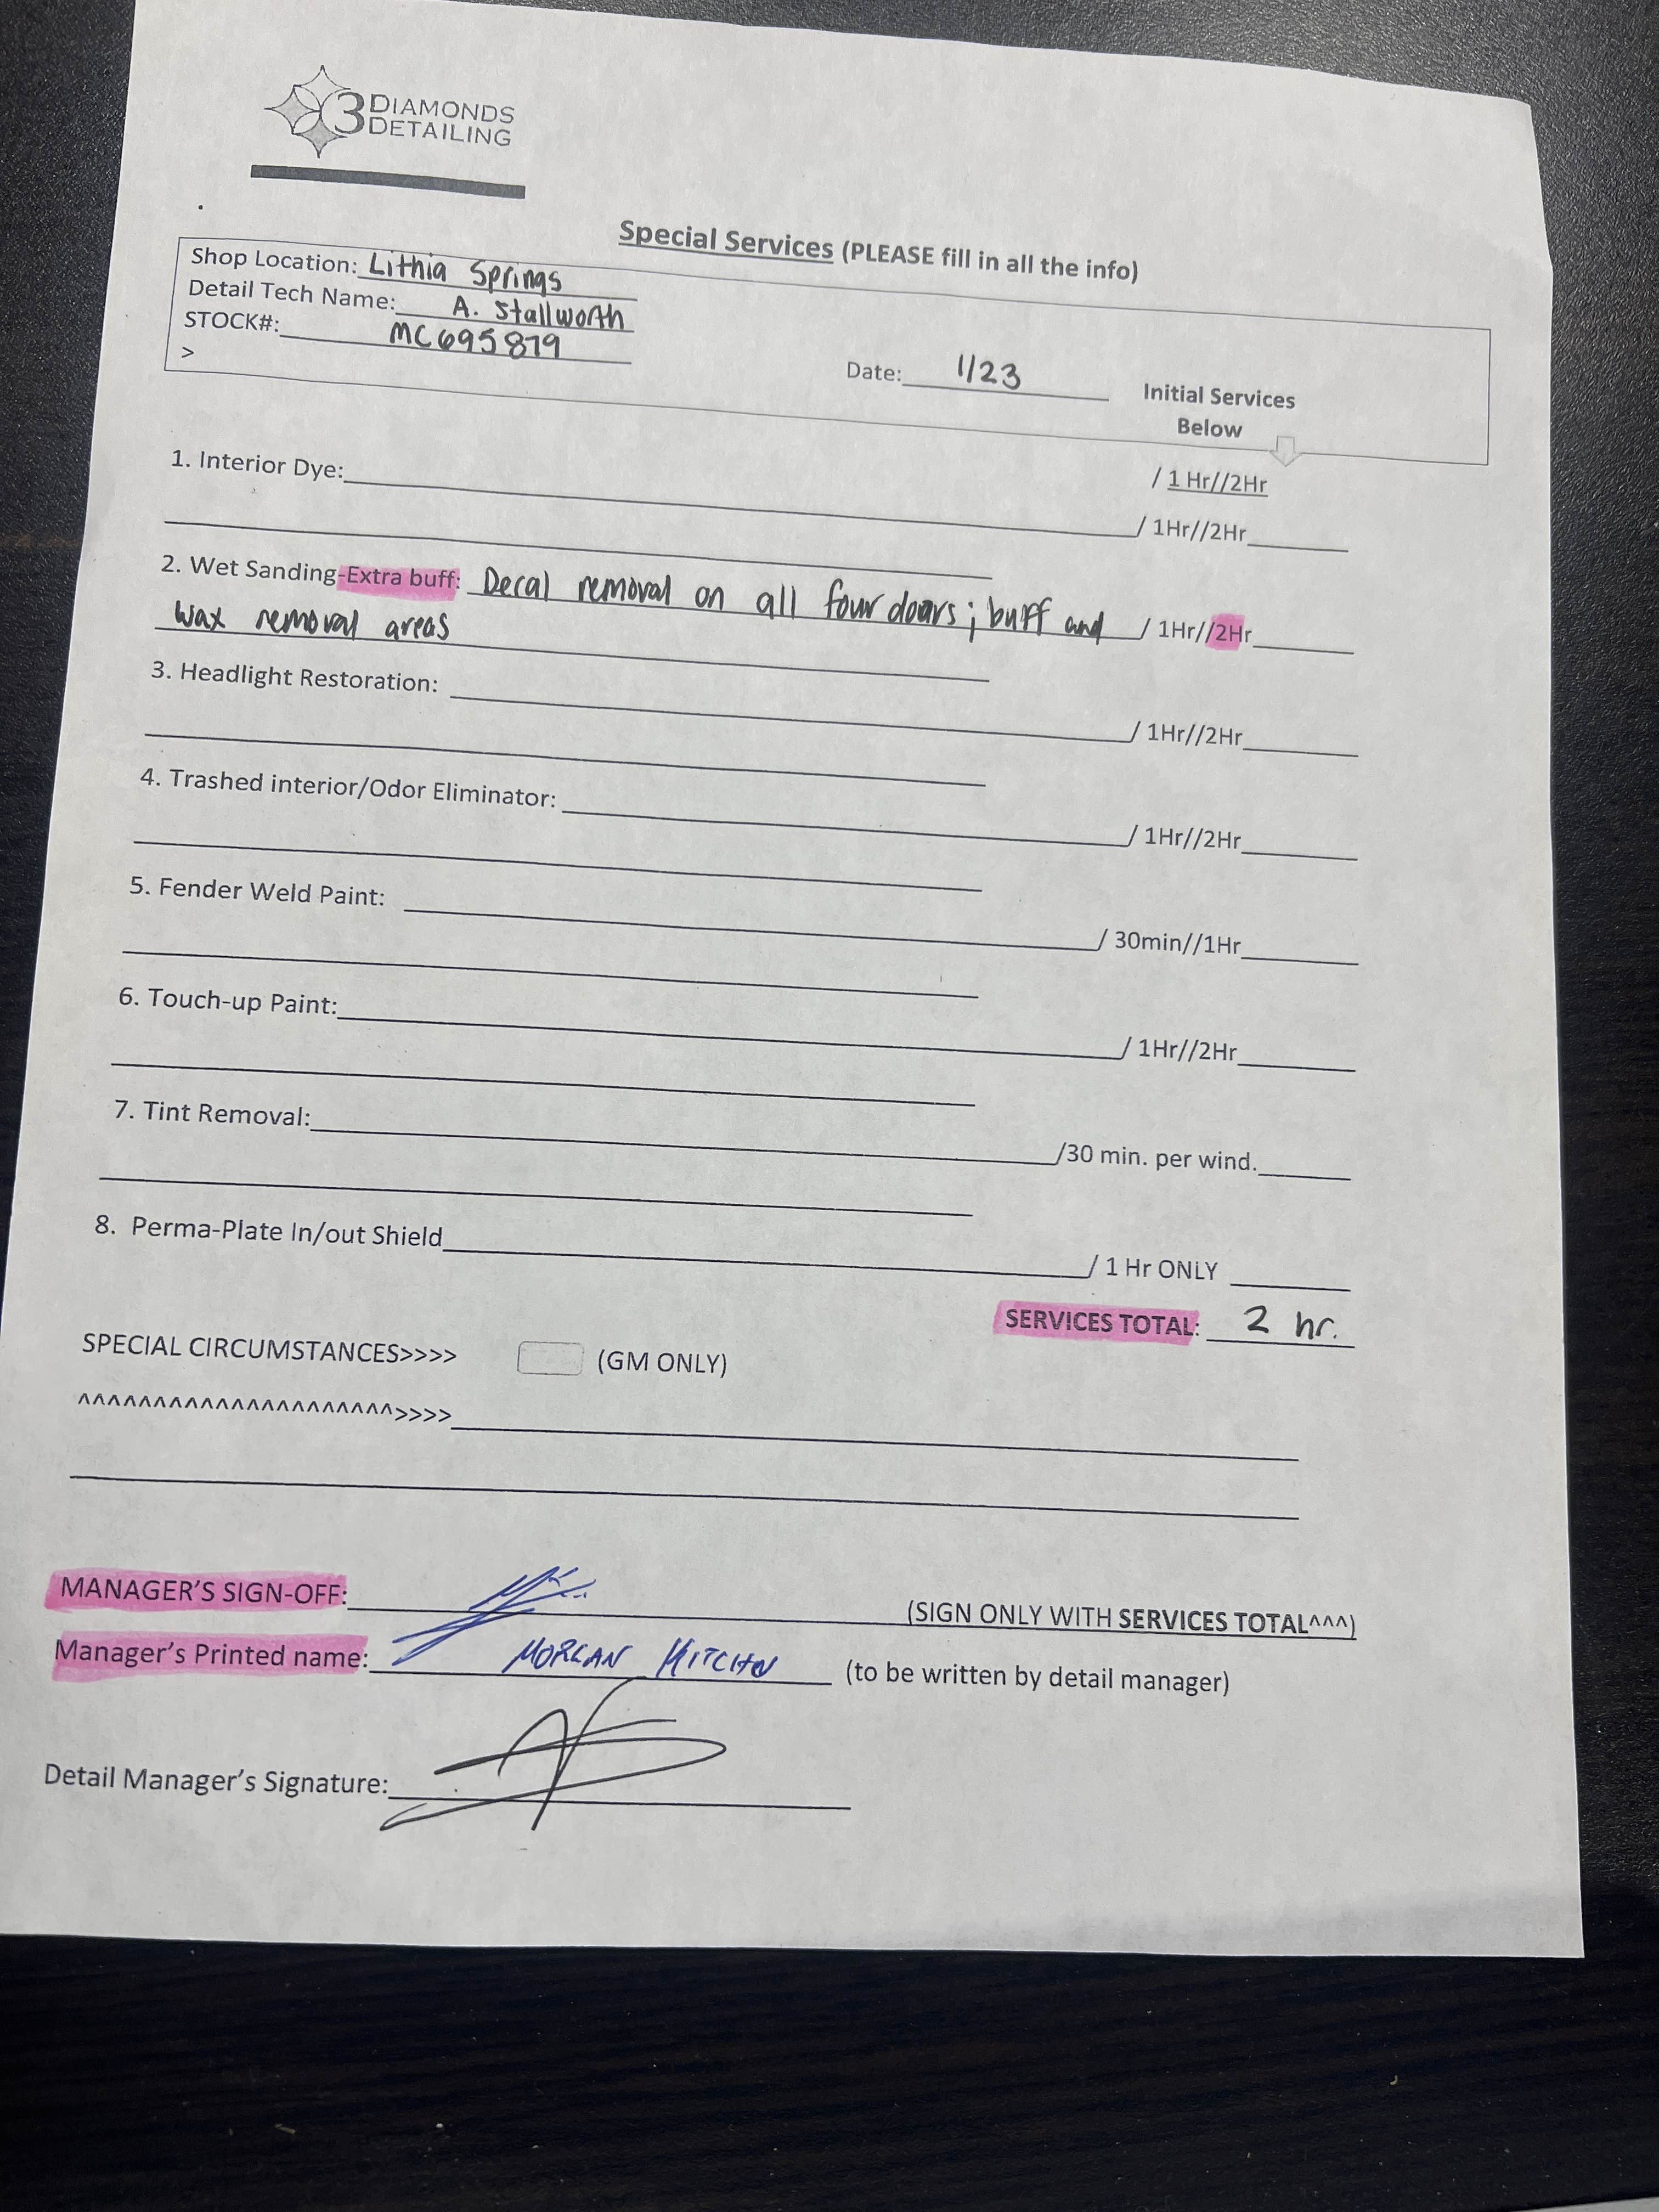 3 DIAMONDS
DETAILING
Special Services (PLEASE fill in all the info)
Shop Location: Lithia Springs
Detail Tech Name: A. Stallworth
STOCK#: MC695879
>
Date: 1/23
Initial Services
Below
1. Interior Dye: / 1 Hr//2Hr
/ 1Hr//2Hr
2. Wet Sanding-Extra buff: Decal removal on all four doors; buff and / 1Hr//2Hr
wax removal areas
3. Headlight Restoration:
/ 1Hr//2Hr
4. Trashed interior/Odor Eliminator:
/ 1Hr//2Hr
5. Fender Weld Paint:
/ 30min//1Hr
6. Touch-up Paint:
/ 1Hr//2Hr
7. Tint Removal:
/30 min. per wind.
8. Perma-Plate In/out Shield
/ 1 Hr ONLY
SERVICES TOTAL: 2 hr.
SPECIAL CIRCUMSTANCES>>>> (GM ONLY)
^^^^^^^^^^^^^^^^^^^^^>>>>
MANAGER'S SIGN-OFF: (SIGN ONLY WITH SERVICES TOTAL^^^)
Manager's Printed name: MORGAN (to be written by detail manager)
Detail Manager's Signature: